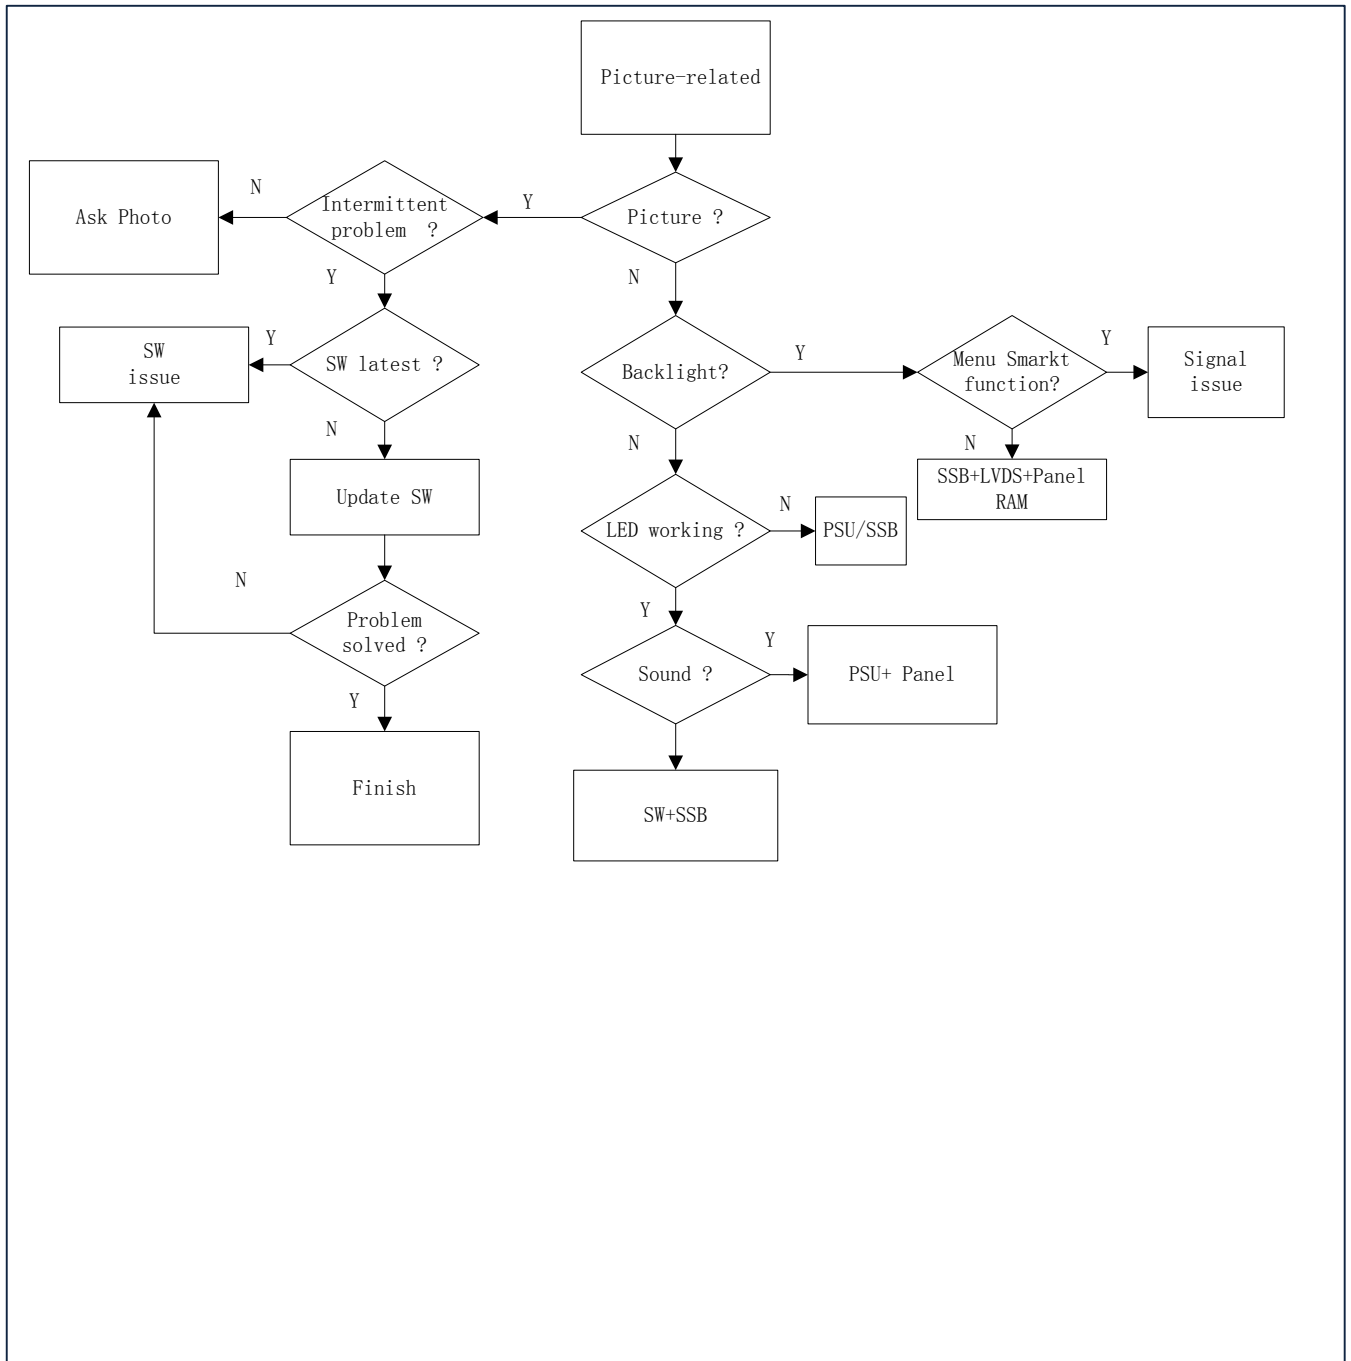 Picture-related
Ask Photo
N
Intermittent
problem ?
Y
Picture ?
Y
N
SW
issue
Y
SW latest ?
Backlight?
Y
Menu Smarkt
function?
Y
Signal
issue
N
N
N
Update SW
SSB+LVDS+Panel
RAM
LED working ?
N
PSU/SSB
N
Problem
solved ?
Y
Sound ?
Y
PSU+ Panel
Y
Finish
SW+SSB